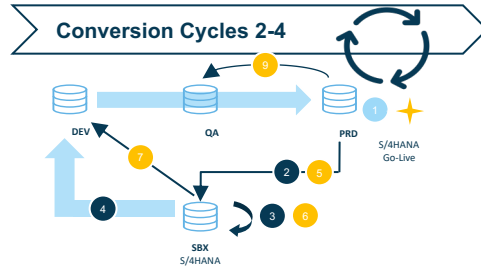 Conversion Cycles 2-4
9
1
DEV
QA
PRD
S/4HANA
Go-Live
7
2
5
4
3
6
SBX
S/4HANA